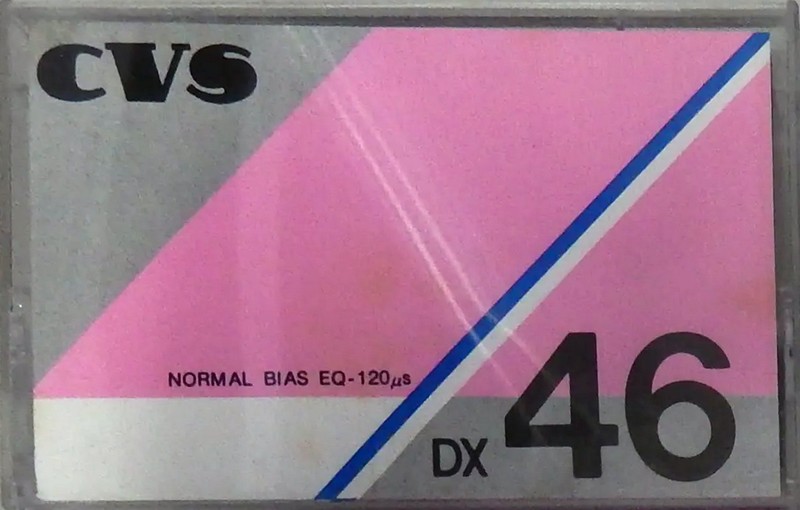 CVS
NORMAL BIAS EQ-120μs
DX 46